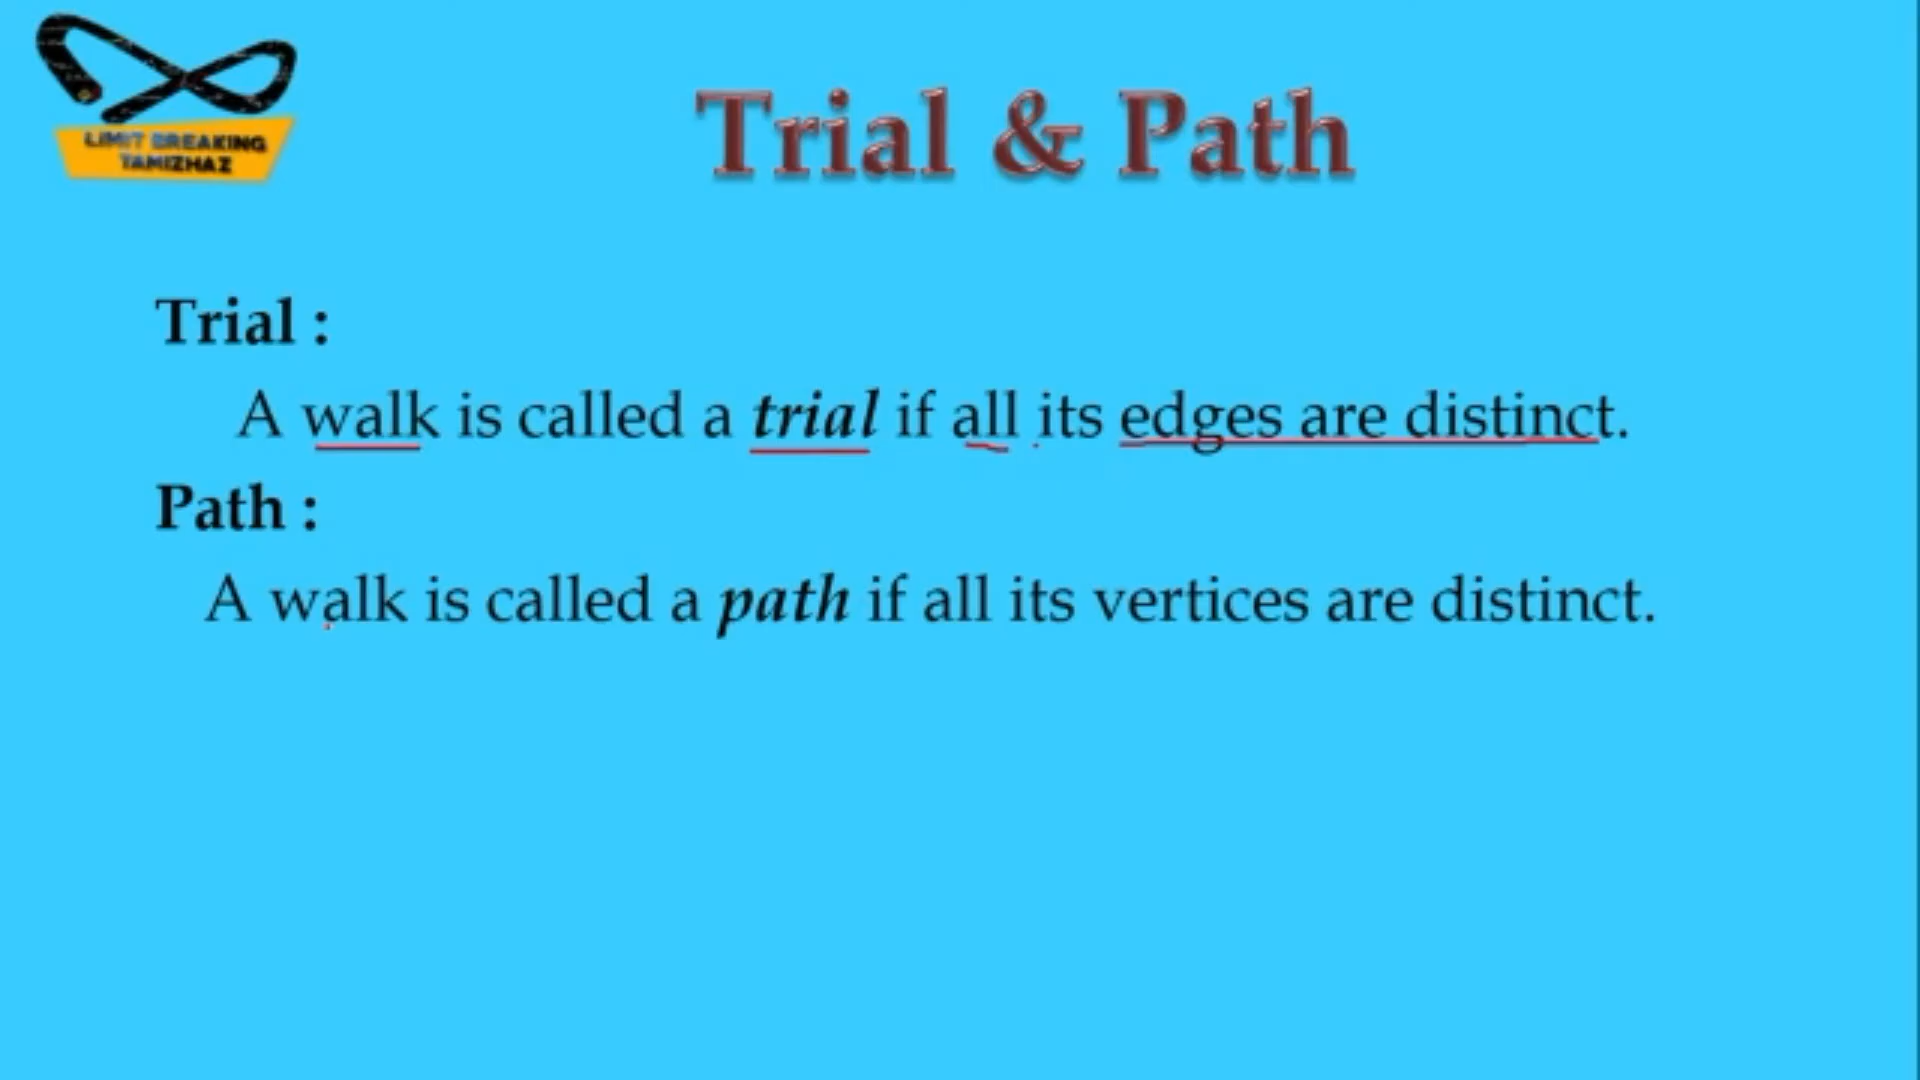 LIMIT BREAKING
TAMIZHAZ
Trial & Path
Trial :
A walk is called a trial if all its edges are distinct.
Path :
A walk is called a path if all its vertices are distinct.